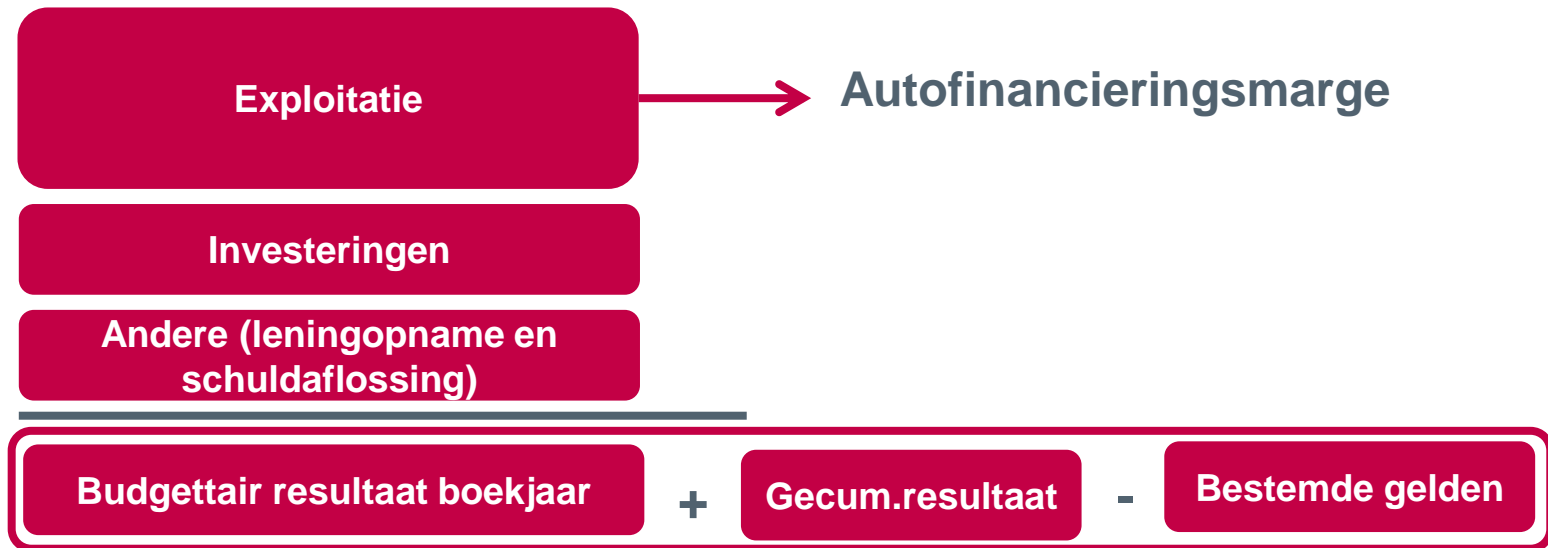 Exploitatie
Autofinancieringsmarge
Investeringen
Andere (leningopname en
schuldaflossing)
Budgettair resultaat boekjaar + Gecum.resultaat - Bestemde gelden